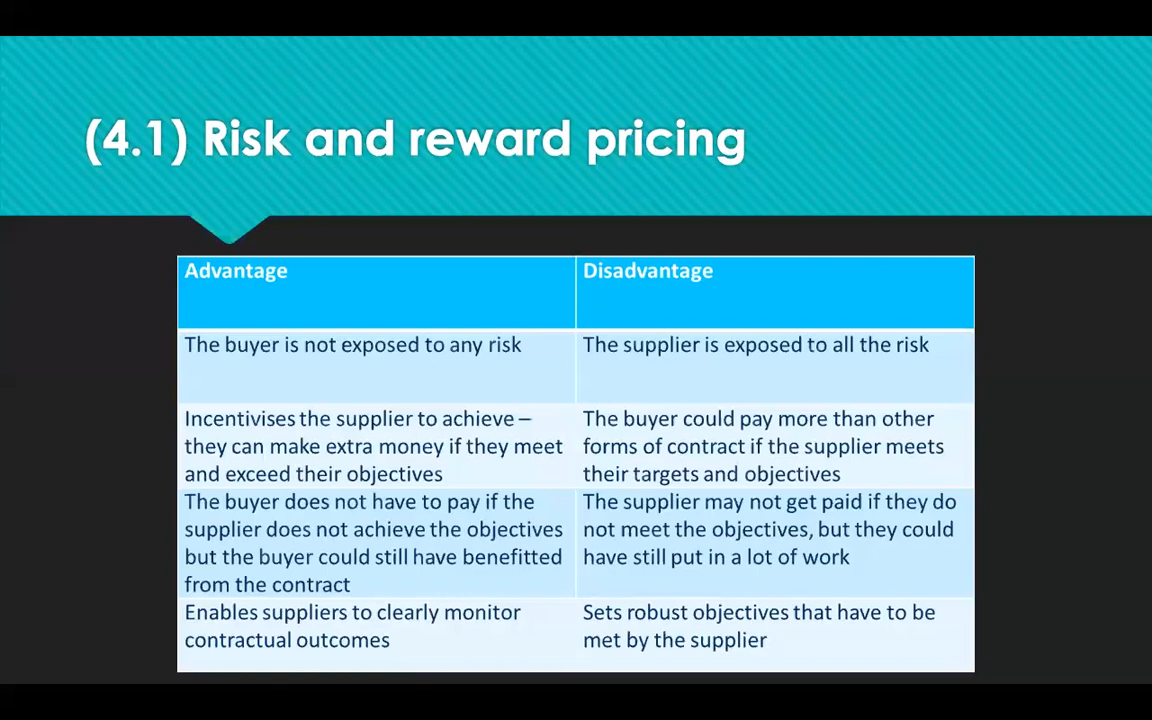 (4.1) Risk and reward pricing
Advantage
Disadvantage
The buyer is not exposed to any risk
The supplier is exposed to all the risk
Incentivises the supplier to achieve –
they can make extra money if they meet
and exceed their objectives
The buyer could pay more than other
forms of contract if the supplier meets
their targets and objectives
The buyer does not have to pay if the
supplier does not achieve the objectives
but the buyer could still have benefitted
from the contract
The supplier may not get paid if they do
not meet the objectives, but they could
have still put in a lot of work
Enables suppliers to clearly monitor
contractual outcomes
Sets robust objectives that have to be
met by the supplier